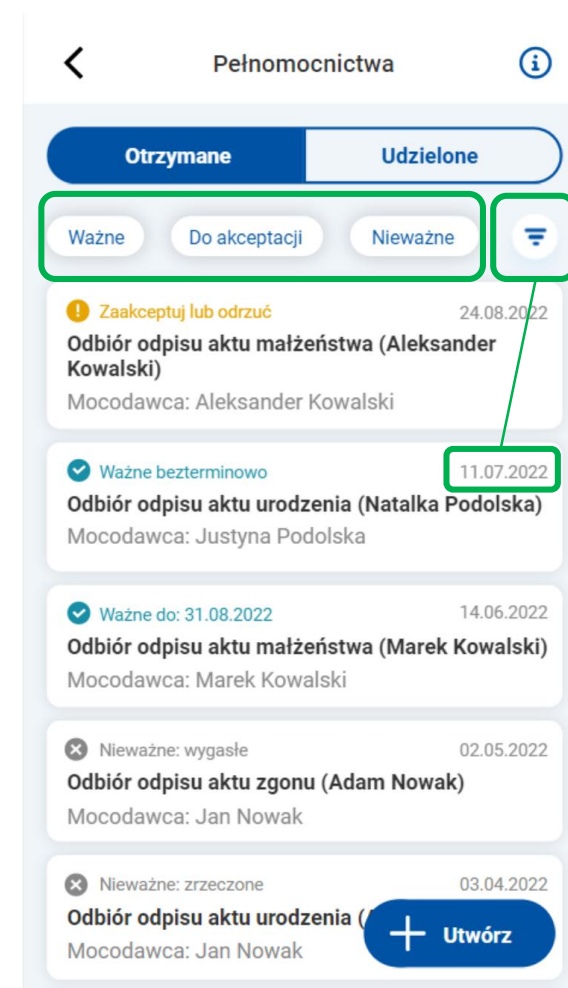 Pełnomocnictwa
Otrzymane Udzielone
Ważne Do akceptacji Nieważne
Zaakceptuj lub odrzuć 24.08.2022
Odbiór odpisu aktu małżeństwa (Aleksander
Kowalski)
Mocodawca: Aleksander Kowalski
Ważne bezterminowo 11.07.2022
Odbiór odpisu aktu urodzenia (Natalka Podolska)
Mocodawca: Justyna Podolska
Ważne do: 31.08.2022 14.06.2022
Odbiór odpisu aktu małżeństwa (Marek Kowalski)
Mocodawca: Marek Kowalski
Nieważne: wygasłe 02.05.2022
Odbiór odpisu aktu zgonu (Adam Nowak)
Mocodawca: Jan Nowak
Nieważne: zrzeczone 03.04.2022
Odbiór odpisu aktu urodzenia (
Mocodawca: Jan Nowak
Utwórz